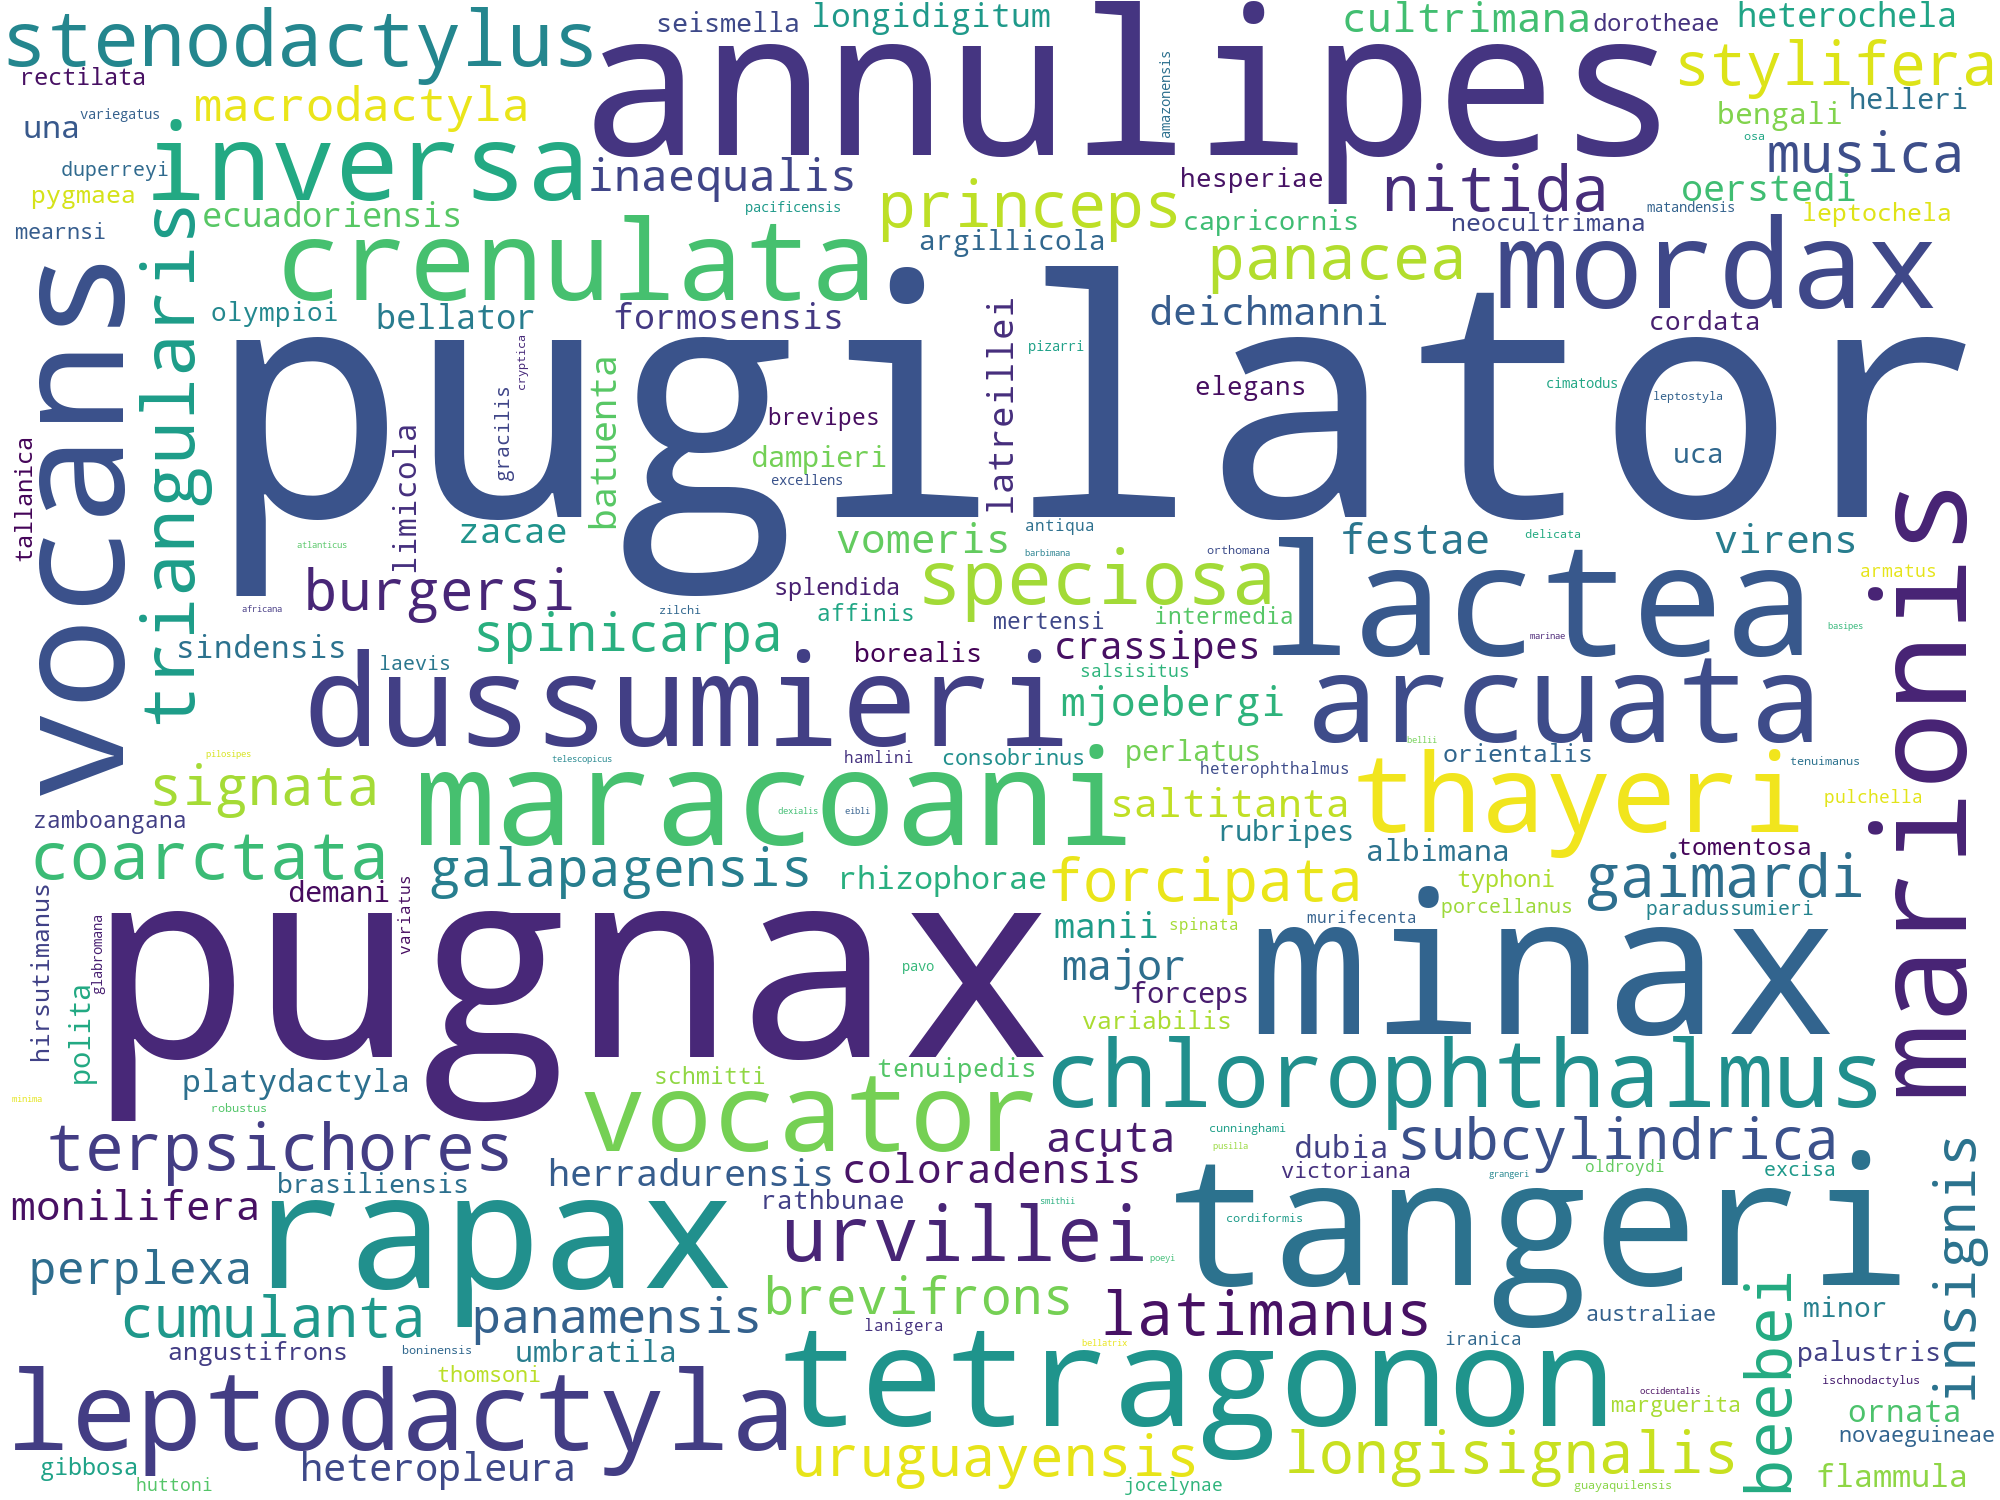 stenodactylus
seismella
longidigitum
annulipes
cultrimana
dorotheae
heterochela
rectilata
stylifera
variegatus
macrodactyla
amazonensis
una
bengali
helleri
osa
duperreyi
inversa
inaequalis
hesperiae
nitida
musica
pygmaea
ecuadoriensis
pacificensis
princeps
capricornis
neocultrimana
matandensis
oerstedi
leptochela
mearnsi
triangularis
crenulata
argillicola
panacea
mordax
vocans
olympioi
bellator
formosensis
latreillei
deichmanni
cordata
pugilator
cryptica
pizarri
elegans
cimatodus
leptostyla
gracilis
batuenta
brevipes
limicola
dampieri
excellens
uca
tallanica
zacae
vomeris
antiqua
festae
delicata
virens
atlanticus
barbimana
orthomana
marionis
burgersi
splendida
speciosa
lactea
armatus
africana
zilchi
affinis
mertensi
intermedia
basipes
sindensis
spinicarpa
laevis
borealis
crassipes
marinae
dussumieri
salsisitus
mjoebergi
arcuata
pilosipes
telescopicus
hamlini
consobrinus
perlatus
bellii
orientalis
tenuimanus
signata
maracoani
heterophthalmus
thayeri
dexialis
eibli
saltitanta
pulchella
zamboangana
rubripes
coarctata
galapagensis
rhizophorae
albimana
tomentosa
forcipata
typhoni
gaimardi
demani
variatus
porcellanus
paradussumieri
hirsutimanus
glabromana
pugnax
manii
spinata
murifecenta
minax
pavo
major
polita
forceps
variabilis
platydactyla
schmitti
tenuipedis
chlorophthalmus
minima
robustus
vocator
terpsichores
acuta
cunninghami
pusilla
dubia
subcylindrica
herradurensis
coloradensis
victoriana
grangeri
oldroydi
excisa
insignis
brasiliensis
rathbunae
smithii
tangeri
monilifera
rapax
urvillei
cordiformis
perplexa
poeyi
cumulanta
panamensis
brevifrons
latimanus
beebei
australiae
minor
lanigera
iranica
angustifrons
boninensis
umbratila
bellatrix
palustris
thomsoni
tetragonon
ischnodactylus
leptodactyla
occidentalis
marguerita
ornata
novaeguineae
gibbosa
heteropleura
uruguayensis
longisignalis
flammula
huttoni
jocelynae
guayaquilensis